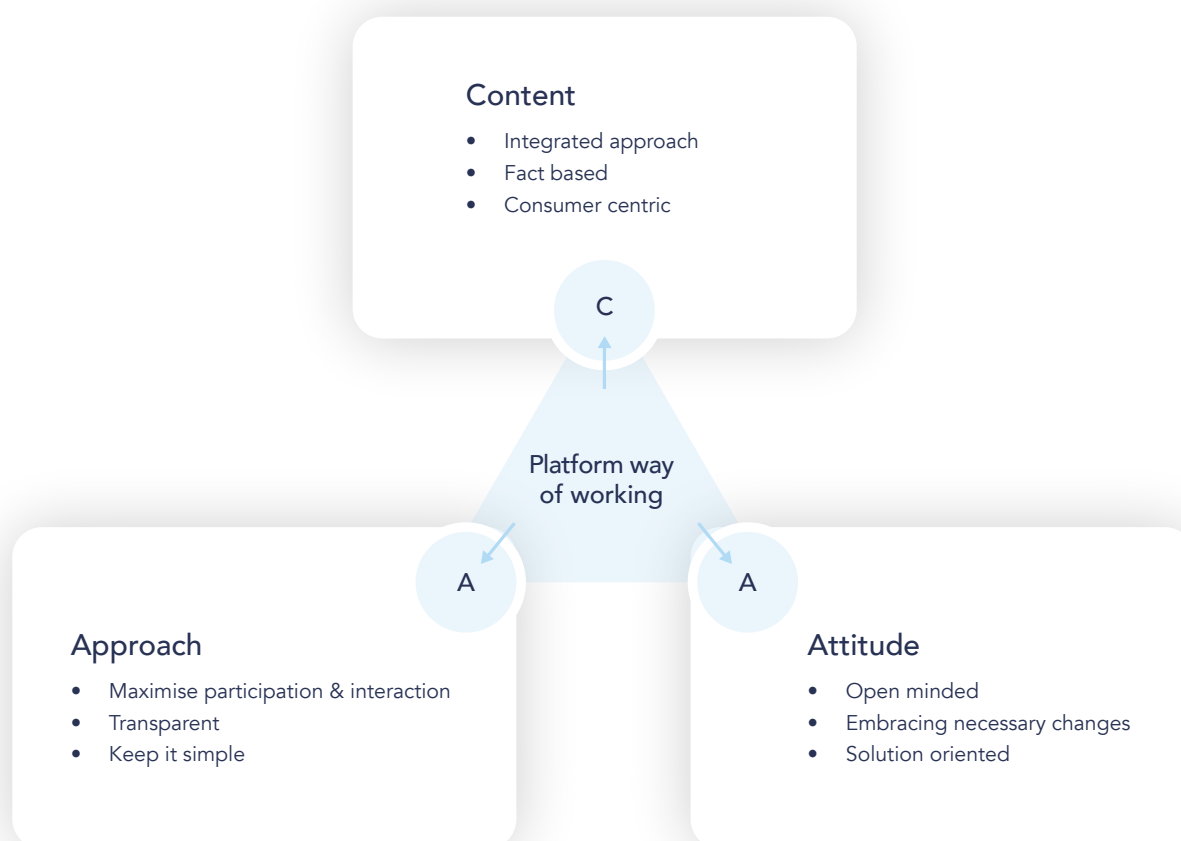 Content
• Integrated approach
• Fact based
• Consumer centric
C
Platform way
of working
A
A
Approach
• Maximise participation & interaction
• Transparent
• Keep it simple
Attitude
• Open minded
• Embracing necessary changes
• Solution oriented